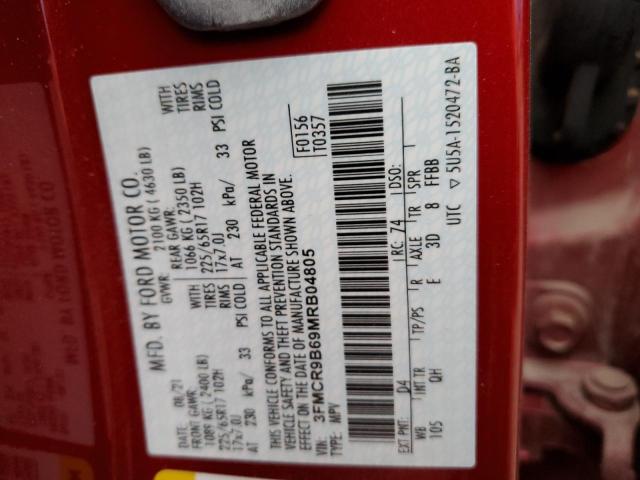 MFD. BY FORD MOTOR CO.
DATE: 06/21 GVWR: 2100 KG ( 4630 LB)
FRONT GAWR: REAR GAWR:
1089 KG ( 2400 LB) WITH 1066 KG ( 2350 LB) WITH
225/65R17 102H TIRES 225/65R17 102H TIRES
17x7.0J RIMS 17x7.0J RIMS
AT 230 kPa/ 33 PSI COLD AT 230 kPa/ 33 PSI COLD
THIS VEHICLE CONFORMS TO ALL APPLICABLE FEDERAL MOTOR
VEHICLE SAFETY AND THEFT PREVENTION STANDARDS IN
EFFECT ON THE DATE OF MANUFACTURE SHOWN ABOVE.
VIN: 3FMCR9B69MRB04805
TYPE: MPV
F0156
T0357
EXT PNT: D4 RC: 74 DSO:
WB INT TR TP/PS R AXLE TR SPR
105 QH E 3D 8 FFBB
UTC ▽ 5U5A-1520472-BA